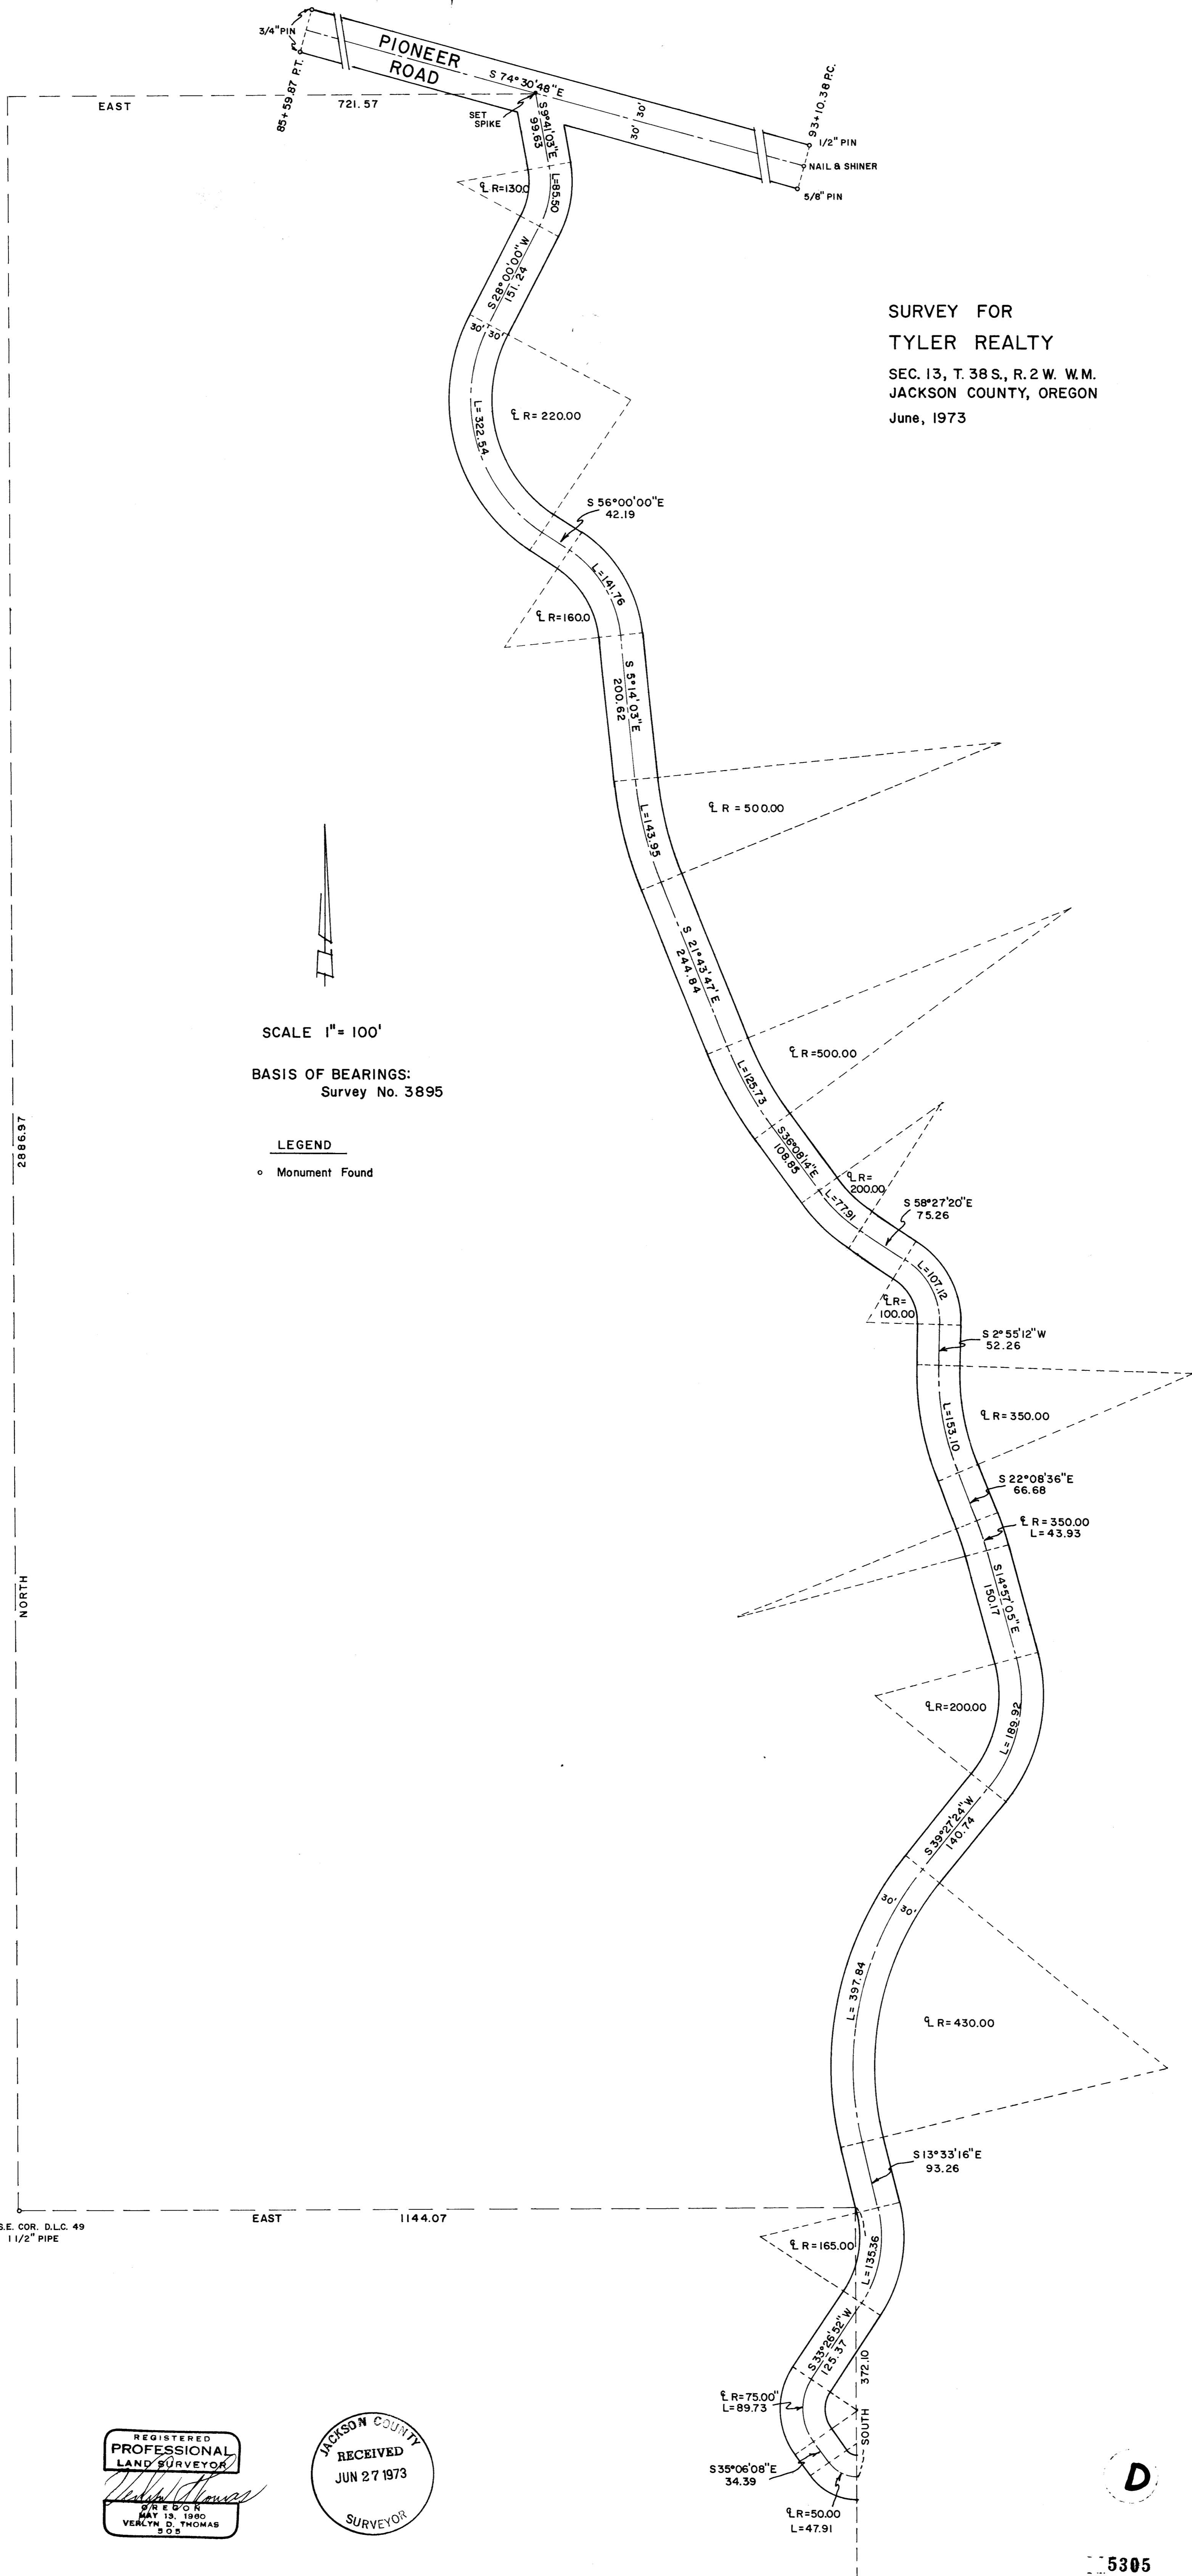 3/4" PIN
PIONEER
ROAD
S 74° 30' 48" E
85+59.87 P.T.
93+10.38 P.C.
EAST
721.57
SET
SPIKE
30' 30'
1/2" PIN
NAIL & SHINER
5/8" PIN
S 9° 41' 03" E
99.63
L=85.50
℄ R=130.0
S 28° 00' 00" W
151.24
30' 30'
SURVEY FOR
TYLER REALTY
SEC. 13, T. 38 S., R. 2 W. W.M.
JACKSON COUNTY, OREGON
June, 1973
L=322.54
℄ R= 220.00
S 56° 00' 00" E
42.19
L=141.76
℄ R=160.0
S 5° 14' 03" E
200.62
℄ R = 500.00
L=143.95
S 21° 43' 47' E
244.84
SCALE 1" = 100'
BASIS OF BEARINGS:
Survey No. 3895
LEGEND
o Monument Found
2886.97
NORTH
℄ R=500.00
L=125.73
S 36° 08' 14" E
108.85
℄ R=
200.00
L=77.91
S 58° 27' 20" E
75.26
L=107.12
℄ R=
100.00
S 2° 55' 12" W
52.26
L=153.10
℄ R=350.00
S 22° 08' 36" E
66.68
℄ R=350.00
L=43.93
S 14° 57' 05" E
150.17
℄ R=200.00
L=189.92
S 39° 27' 24" W
140.74
30' 30'
L= 397.84
℄ R=430.00
S 13° 33' 16" E
93.26
S.E. COR. D.L.C. 49
1 1/2" PIPE
EAST
1144.07
℄ R=165.00
L=135.36
S 33° 26' 52" W
125.37
372.10
SOUTH
℄ R=75.00"
L=89.73
S 35° 06' 08" E
34.39
℄ R=50.00
L=47.91
REGISTERED
PROFESSIONAL
LAND SURVEYOR
Verlyn Thomas
OREGON
MAY 13, 1960
VERLYN D. THOMAS
505
JACKSON COUNTY
RECEIVED
JUN 27 1973
SURVEYOR
D
5305